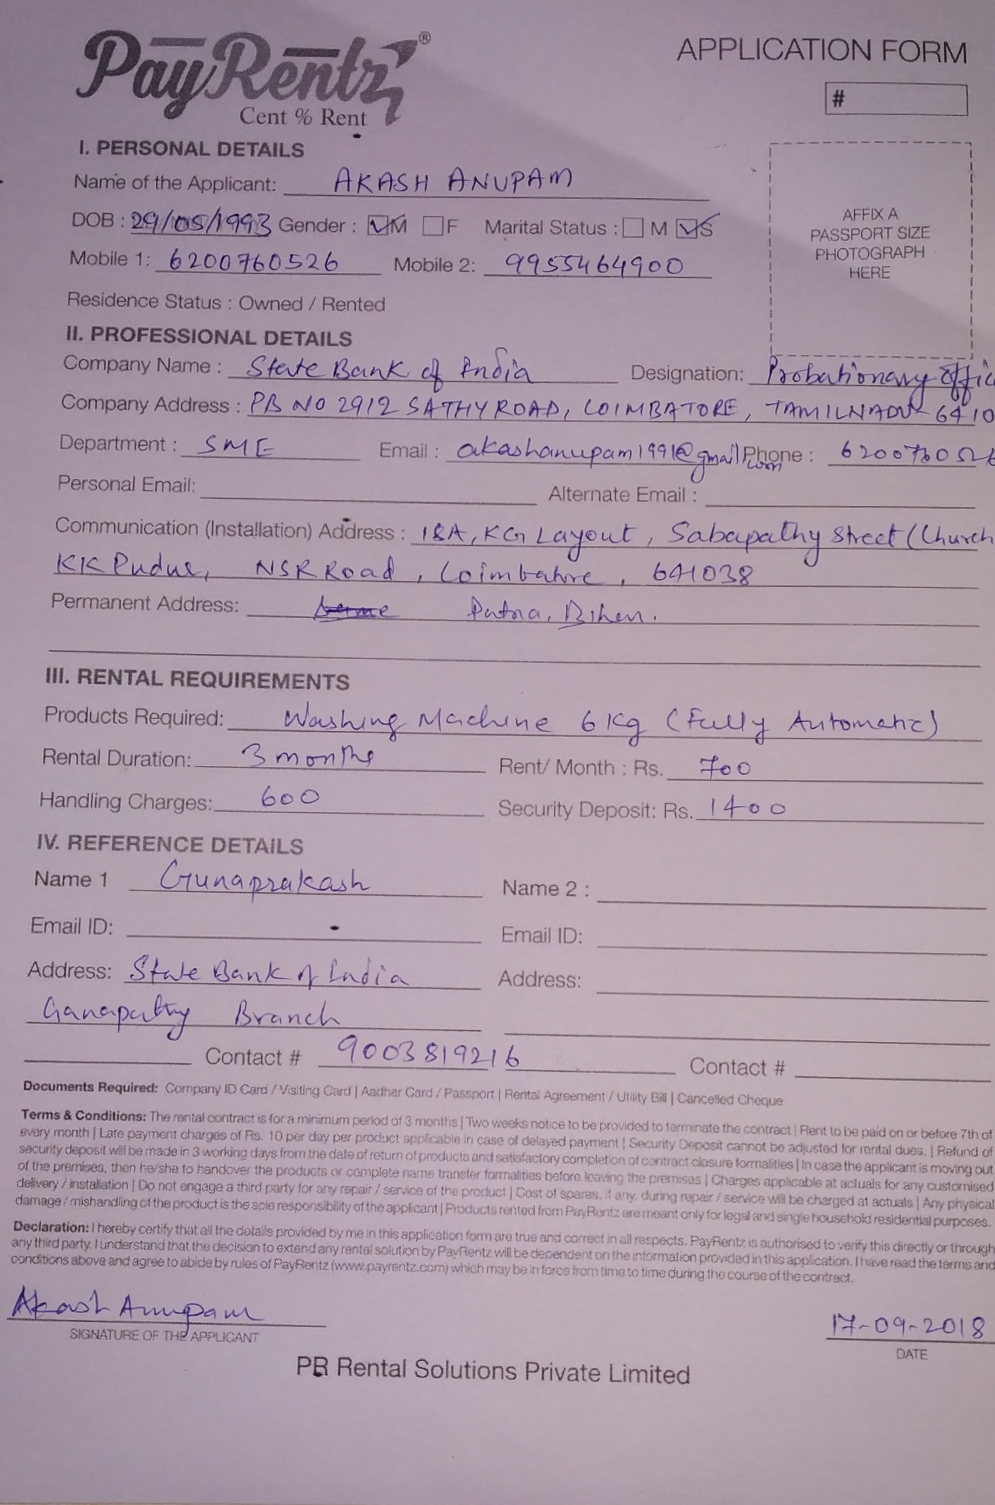 PayRentz®
Cent % Rent
APPLICATION FORM
#
AFFIX A
PASSPORT SIZE
PHOTOGRAPH
HERE
I. PERSONAL DETAILS
Name of the Applicant: AKASH ANUPAM
DOB : 29/05/1993 Gender : M F Marital Status : M S
Mobile 1: 6200760526 Mobile 2: 9955464900
Residence Status : Owned / Rented
II. PROFESSIONAL DETAILS
Company Name : State Bank of India Designation: Probationary Offic
Company Address : PB NO 2912 SATHY ROAD, COIMBATORE, TAMILNADU 6410
Department : SME Email : akashanupam1991@gmail.com Phone : 6200760526
Personal Email: Alternate Email :
Communication (Installation) Address : 18A, KG Layout, Sabapathy Street (Church
KK Pudur, NSR Road, Coimbatore, 641038
Permanent Address: Patna, Bihar.
III. RENTAL REQUIREMENTS
Products Required: Washing Machine 6 Kg (Fully Automatic)
Rental Duration: 3 months Rent/ Month : Rs. 700
Handling Charges: 600 Security Deposit: Rs. 1400
IV. REFERENCE DETAILS
Name 1 Gunaprakash Name 2 :
Email ID: Email ID:
Address: State Bank of India Address:
Ganapathy Branch
Contact # 9003819216 Contact #
Documents Required: Company ID Card / Visiting Card | Aadhar Card / Passport | Rental Agreement / Utility Bill | Cancelled Cheque
Terms & Conditions: The rental contract is for a minimum period of 3 months | Two weeks notice to be provided to terminate the contract | Rent to be paid on or before 7th of
every month | Late payment charges of Rs. 10 per day per product applicable in case of delayed payment | Security Deposit cannot be adjusted for rental dues. | Refund of
security deposit will be made in 3 working days from the date of return of products and satisfactory completion of contract closure formalities | In case the applicant is moving out
of the premises, then he/she to handover the products or complete name transfer formalities before leaving the premises | Charges applicable at actuals for any customised
delivery / installation | Do not engage a third party for any repair / service of the product | Cost of spares, if any, during repair / service will be charged at actuals | Any physical
damage / mishandling of the product is the sole responsibility of the applicant | Products rented from PayRentz are meant only for legal and single household residential purposes.
Declaration: I hereby certify that all the details provided by me in this application form are true and correct in all respects. PayRentz is authorised to verify this directly or through
any third party. I understand that the decision to extend any rental solution by PayRentz will be dependent on the information provided in this application. I have read the terms and
conditions above and agree to abide by rules of PayRentz (www.payrentz.com) which may be in force from time to time during the course of the contract.
Akash Anupam
SIGNATURE OF THE APPLICANT
17-09-2018
DATE
PR Rental Solutions Private Limited